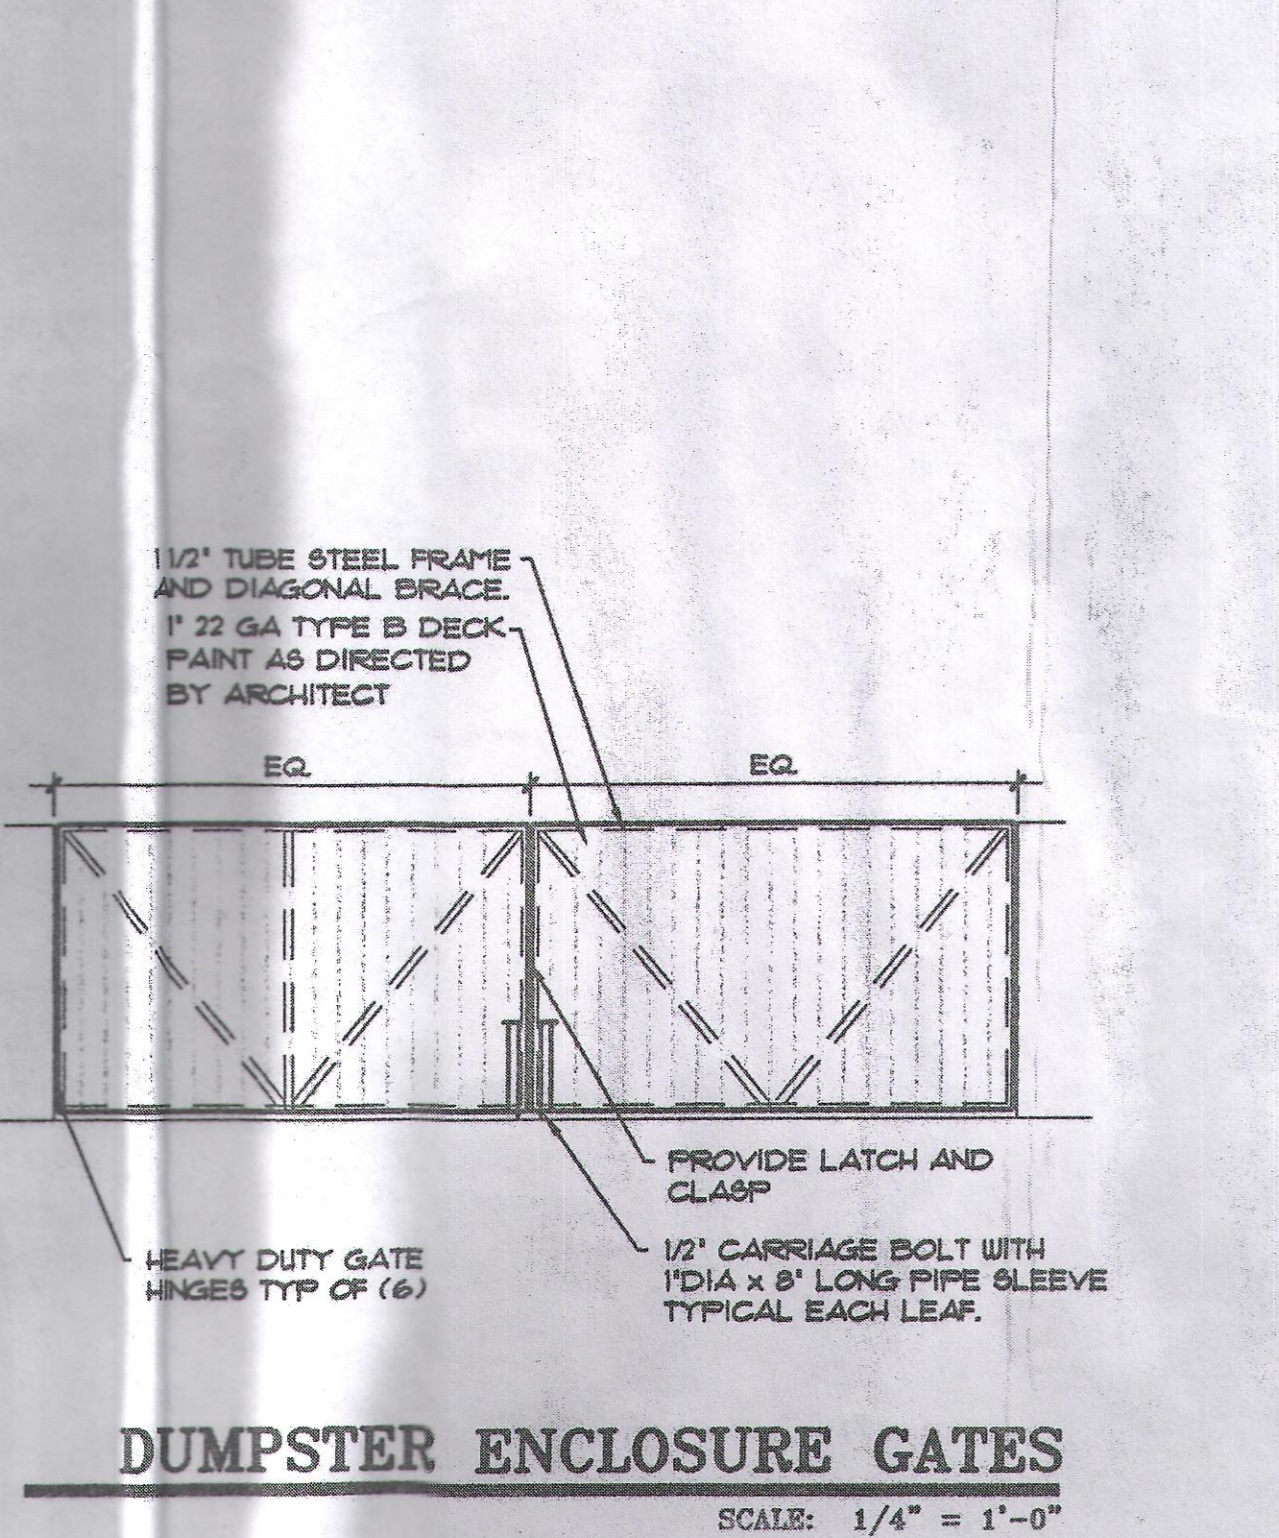 1 1/2" TUBE STEEL FRAME
AND DIAGONAL BRACE.
1" 22 GA TYPE B DECK
PAINT AS DIRECTED
BY ARCHITECT
EQ.
EQ.
PROVIDE LATCH AND
CLASP
HEAVY DUTY GATE
HINGES TYP OF (6)
1/2" CARRIAGE BOLT WITH
1"DIA x 8" LONG PIPE SLEEVE
TYPICAL EACH LEAF.
DUMPSTER ENCLOSURE GATES
SCALE: 1/4" = 1'-0"